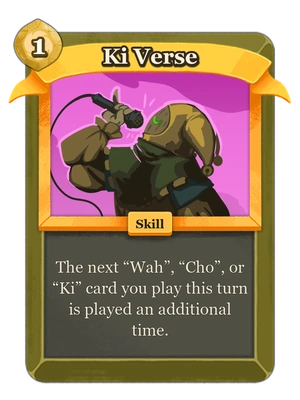 1
Ki Verse
Skill
The next “Wah”, “Cho”, or
“Ki” card you play this turn
is played an additional
time.